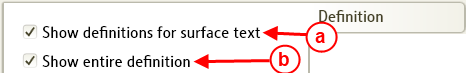 Definition
Show definitions for surface text
a
Show entire definition
b